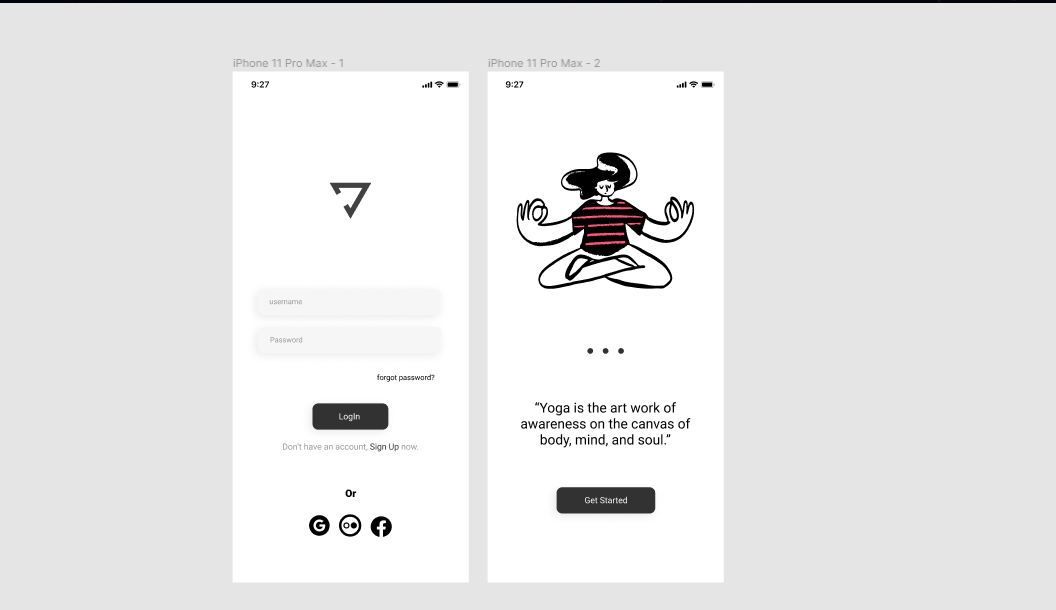 iPhone 11 Pro Max - 1
9:27
username
Password
forgot password?
LogIn
Don't have an account, Sign Up now.
Or
G
f
iPhone 11 Pro Max - 2
9:27
“Yoga is the art work of
awareness on the canvas of
body, mind, and soul.”
Get Started